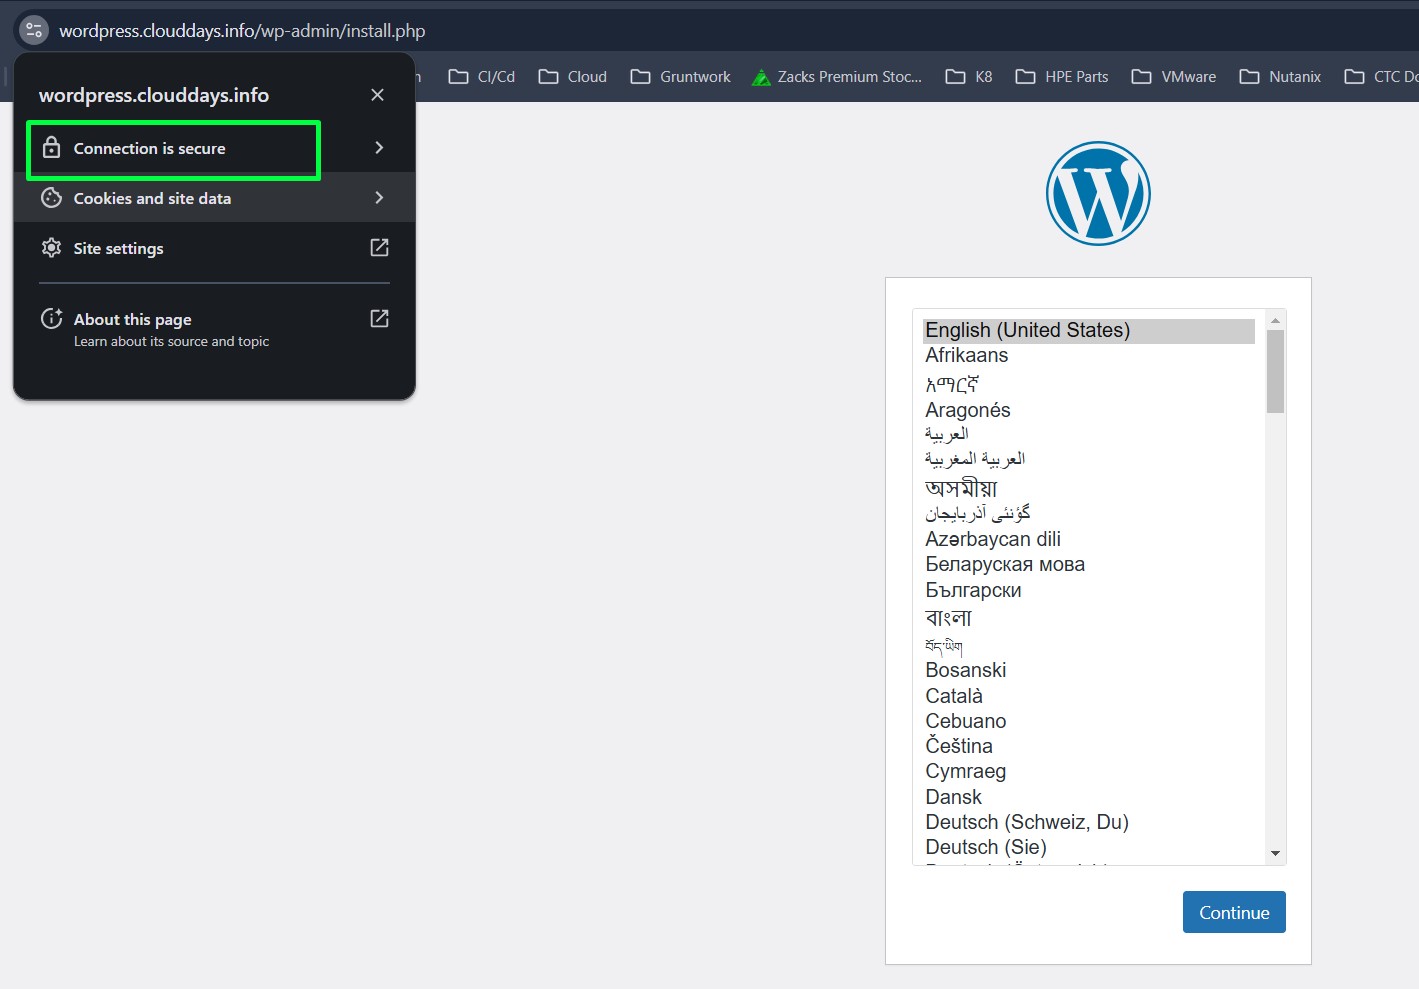 wordpress.clouddays.info/wp-admin/install.php
CI/Cd
Cloud
Gruntwork
Zacks Premium Stoc...
K8
HPE Parts
VMware
Nutanix
CTC
wordpress.clouddays.info
Connection is secure
Cookies and site data
Site settings
About this page
Learn about its source and topic
English (United States)
Afrikaans
አማርኛ
Aragonés
العربية
العربية المغربية
অসমীয়া
گؤنئی آذربایجان
Azərbaycan dili
Беларуская мова
Български
বাংলা
བོད་ཡིག
Bosanski
Català
Cebuano
Čeština
Cymraeg
Dansk
Deutsch (Schweiz, Du)
Deutsch (Sie)
Continue